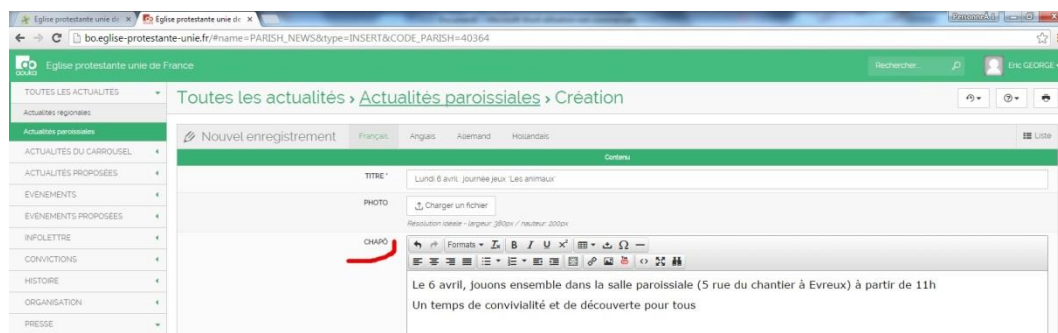 Eglise protestante unie de
Eglise protestante unie de
bo.eglise-protestante-unie.fr/#name=PARISH_NEWS&type=INSERT&CODE_PARISH=40364
aouka
Eglise protestante unie de France
Rechercher...
Eric GEORGE
TOUTES LES ACTUALITÉS
Actualités régionales
Actualités paroissiales
ACTUALITÉS DU CARROUSEL
ACTUALITÉS PROPOSÉES
EVENEMENTS
ÉVÉNEMENTS PROPOSÉES
INFOLETTRE
CONVICTIONS
HISTOIRE
ORGANISATION
PRESSE
Toutes les actualités › Actualités paroissiales › Création
Nouvel enregistrement Français Anglais Allemand Hollandais Liste
Contenu
TITRE * Lundi 6 avril, journée jeux "Les animaux"
PHOTO Charger un fichier
Résolution idéale - largeur: 380px / hauteur: 200px
CHAPÔ
Formats
Le 6 avril, jouons ensemble dans la salle paroissiale (5 rue du chantier à Evreux) à partir de 11h
Un temps de convivialité et de découverte pour tous